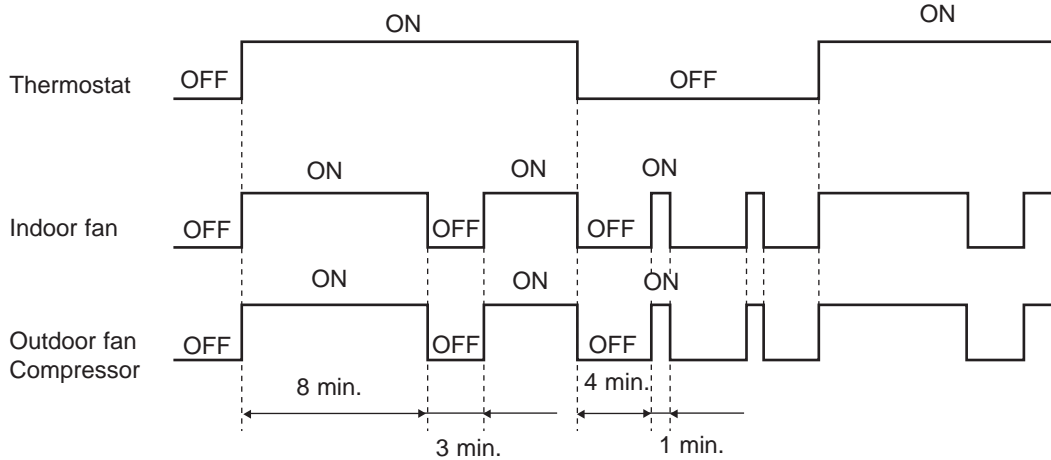 ON ON
Thermostat OFF OFF
ON ON ON
Indoor fan OFF OFF OFF
ON ON ON
Outdoor fan
Compressor OFF OFF OFF
8 min. 4 min.
3 min. 1 min.